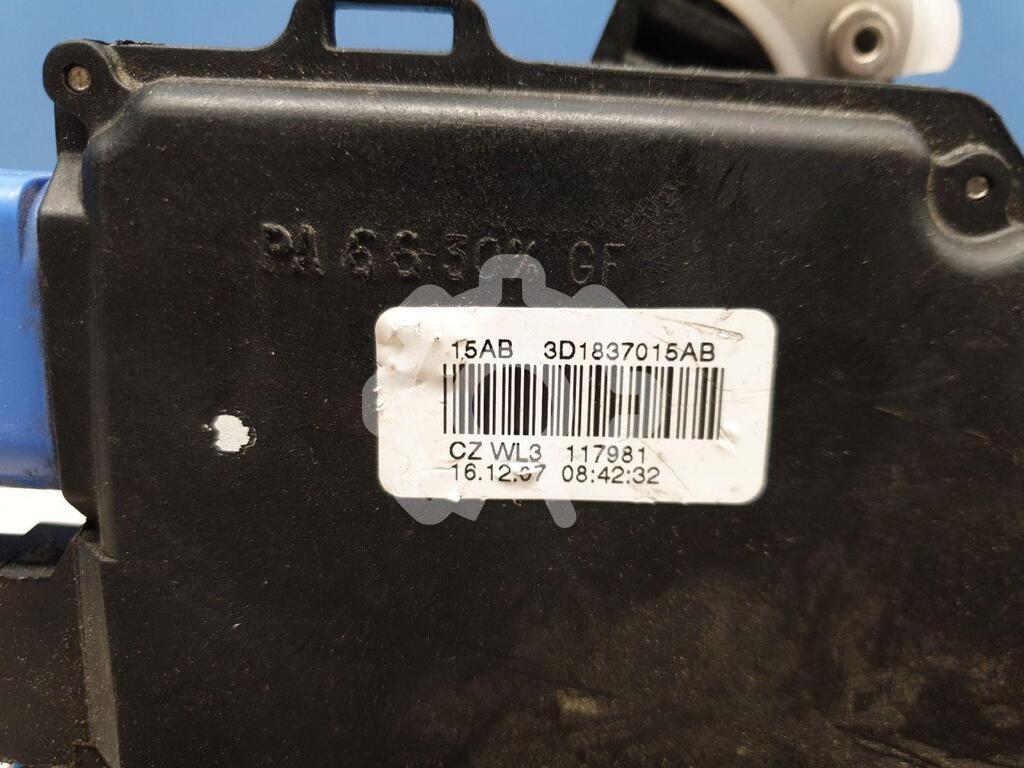 PA 66 30% GF
15AB 3D1837015AB
CZ WL3 117981
16.12.07 08:42:32